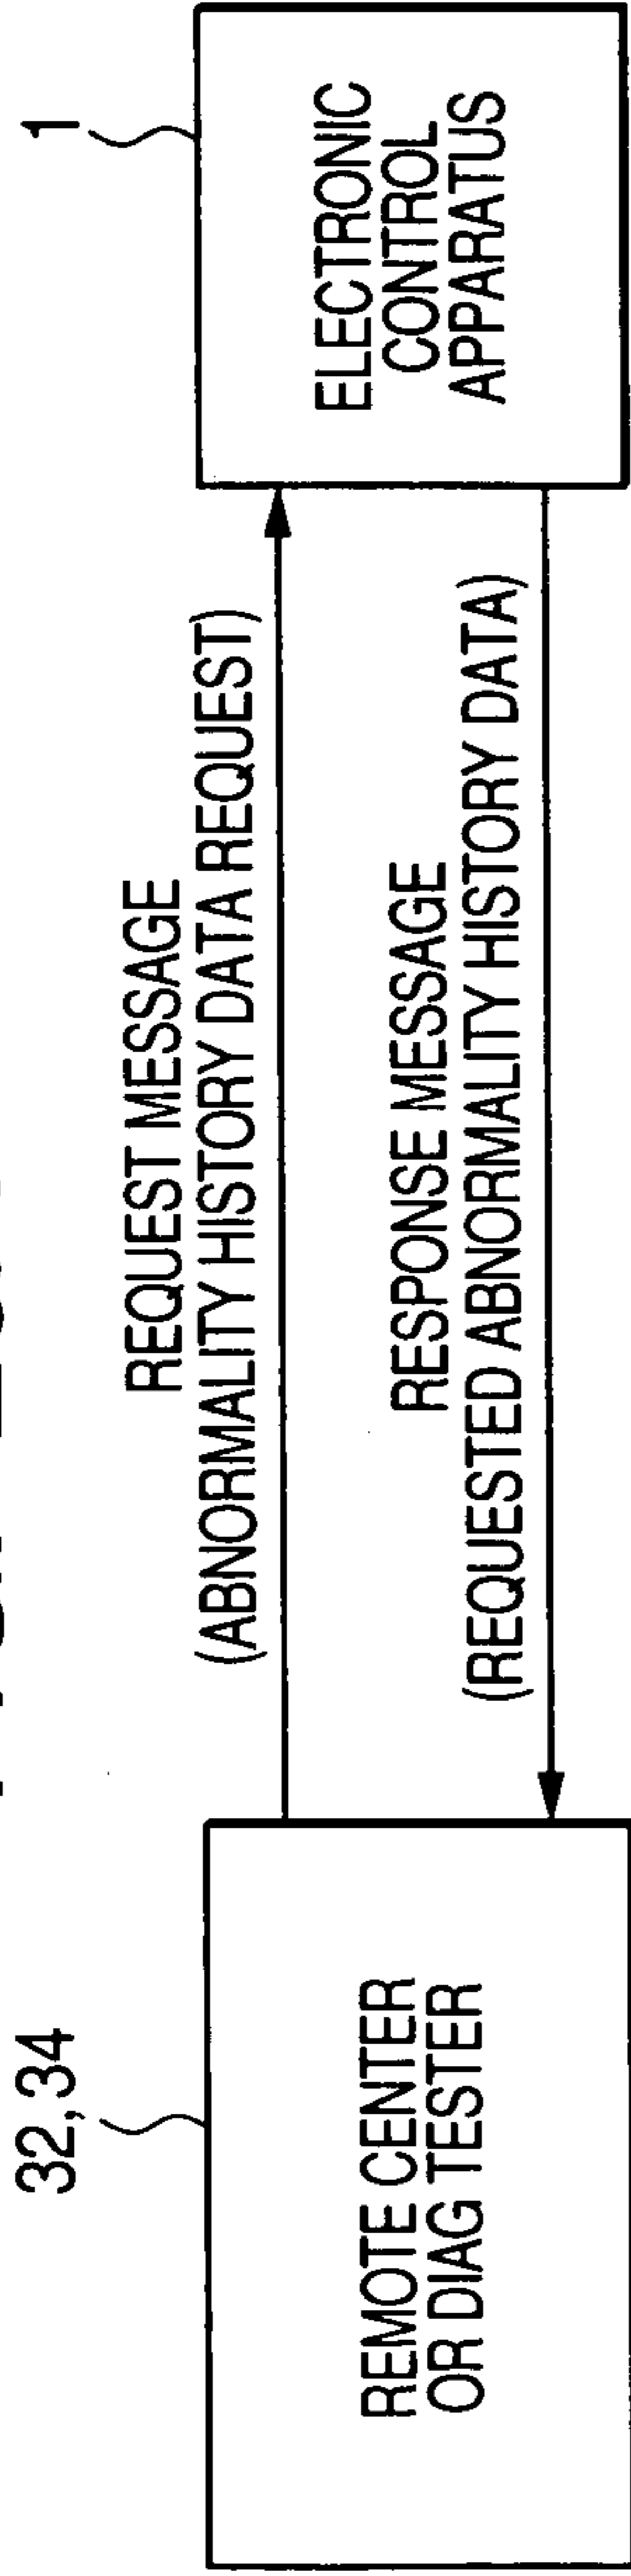 32,34
REMOTE CENTER
OR DIAG TESTER
REQUEST MESSAGE
(ABNORMALITY HISTORY DATA REQUEST)
RESPONSE MESSAGE
(REQUESTED ABNORMALITY HISTORY DATA)
1
ELECTRONIC
CONTROL
APPARATUS